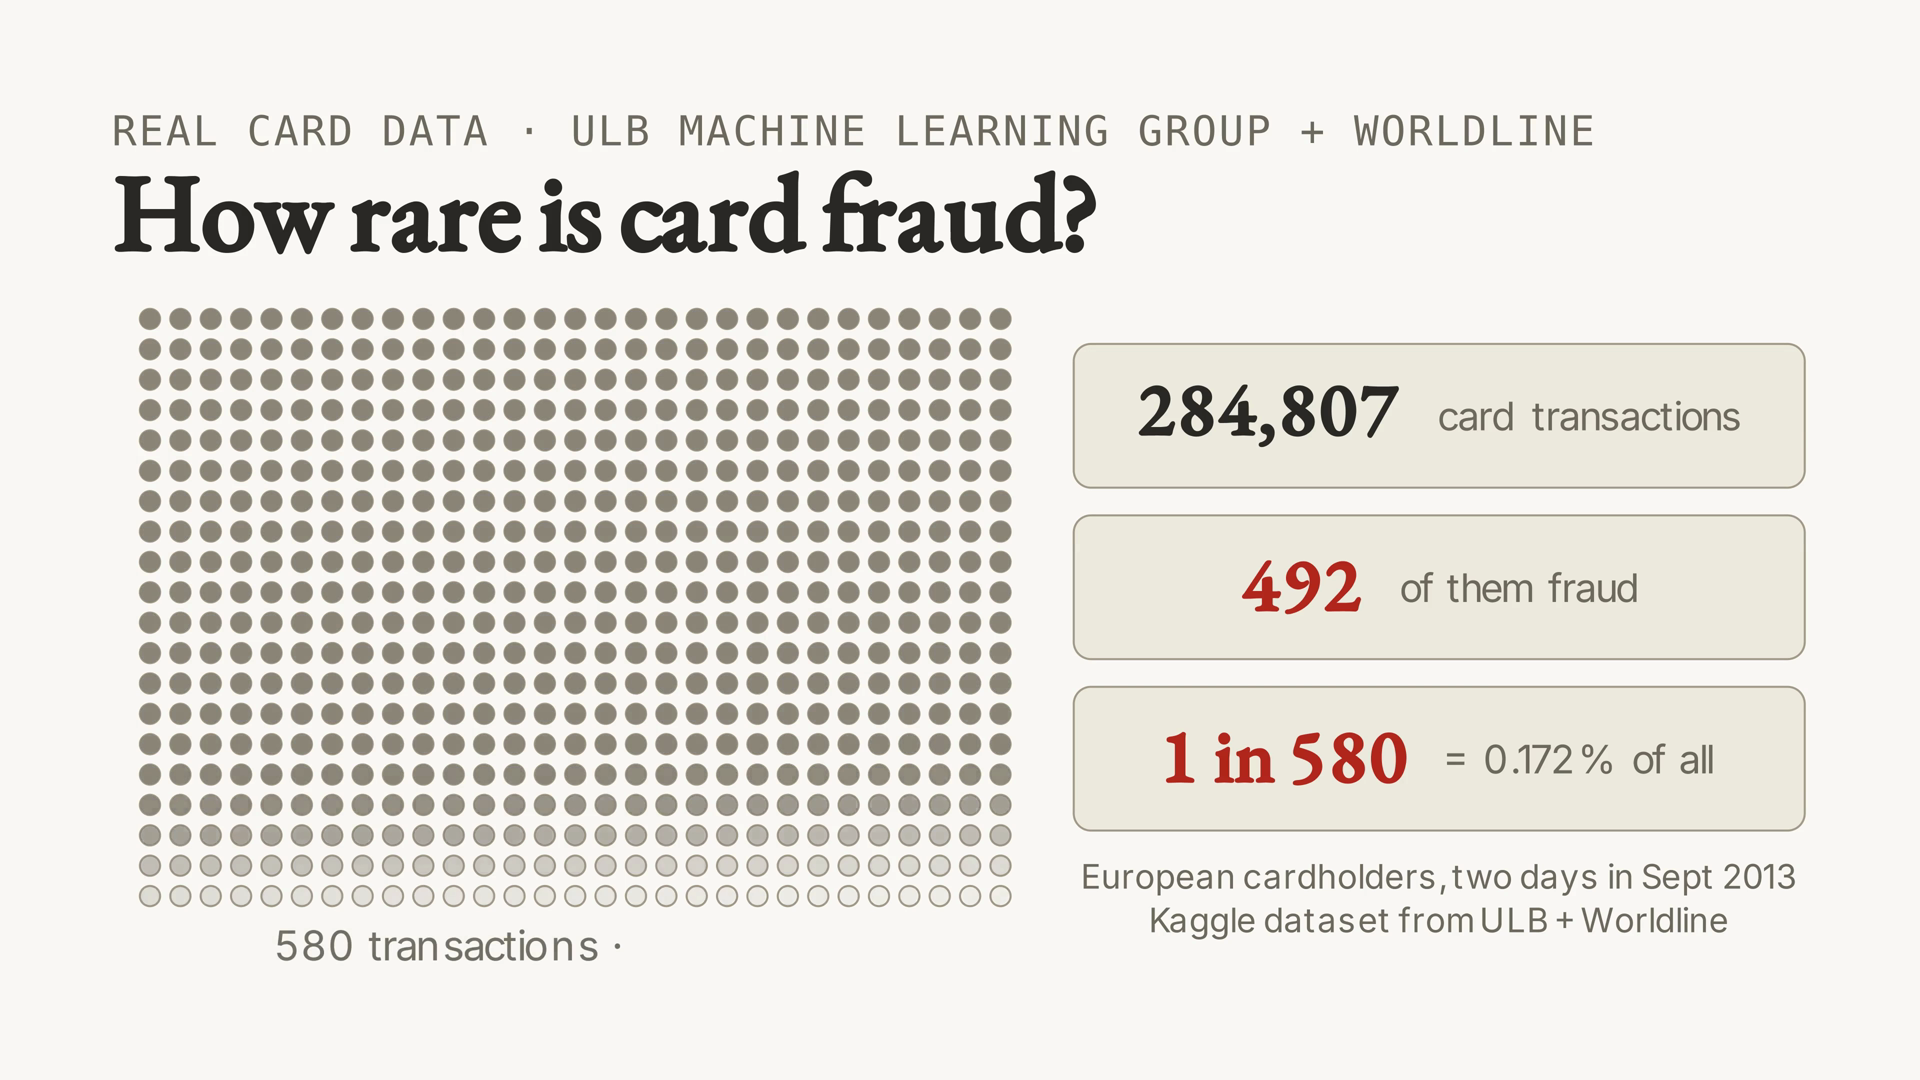 REAL CARD DATA · ULB MACHINE LEARNING GROUP + WORLDLINE
How rare is card fraud?
284,807 card transactions
492 of them fraud
1 in 580 = 0.172% of all
European cardholders, two days in Sept 2013
Kaggle dataset from ULB + Worldline
580 transactions ·